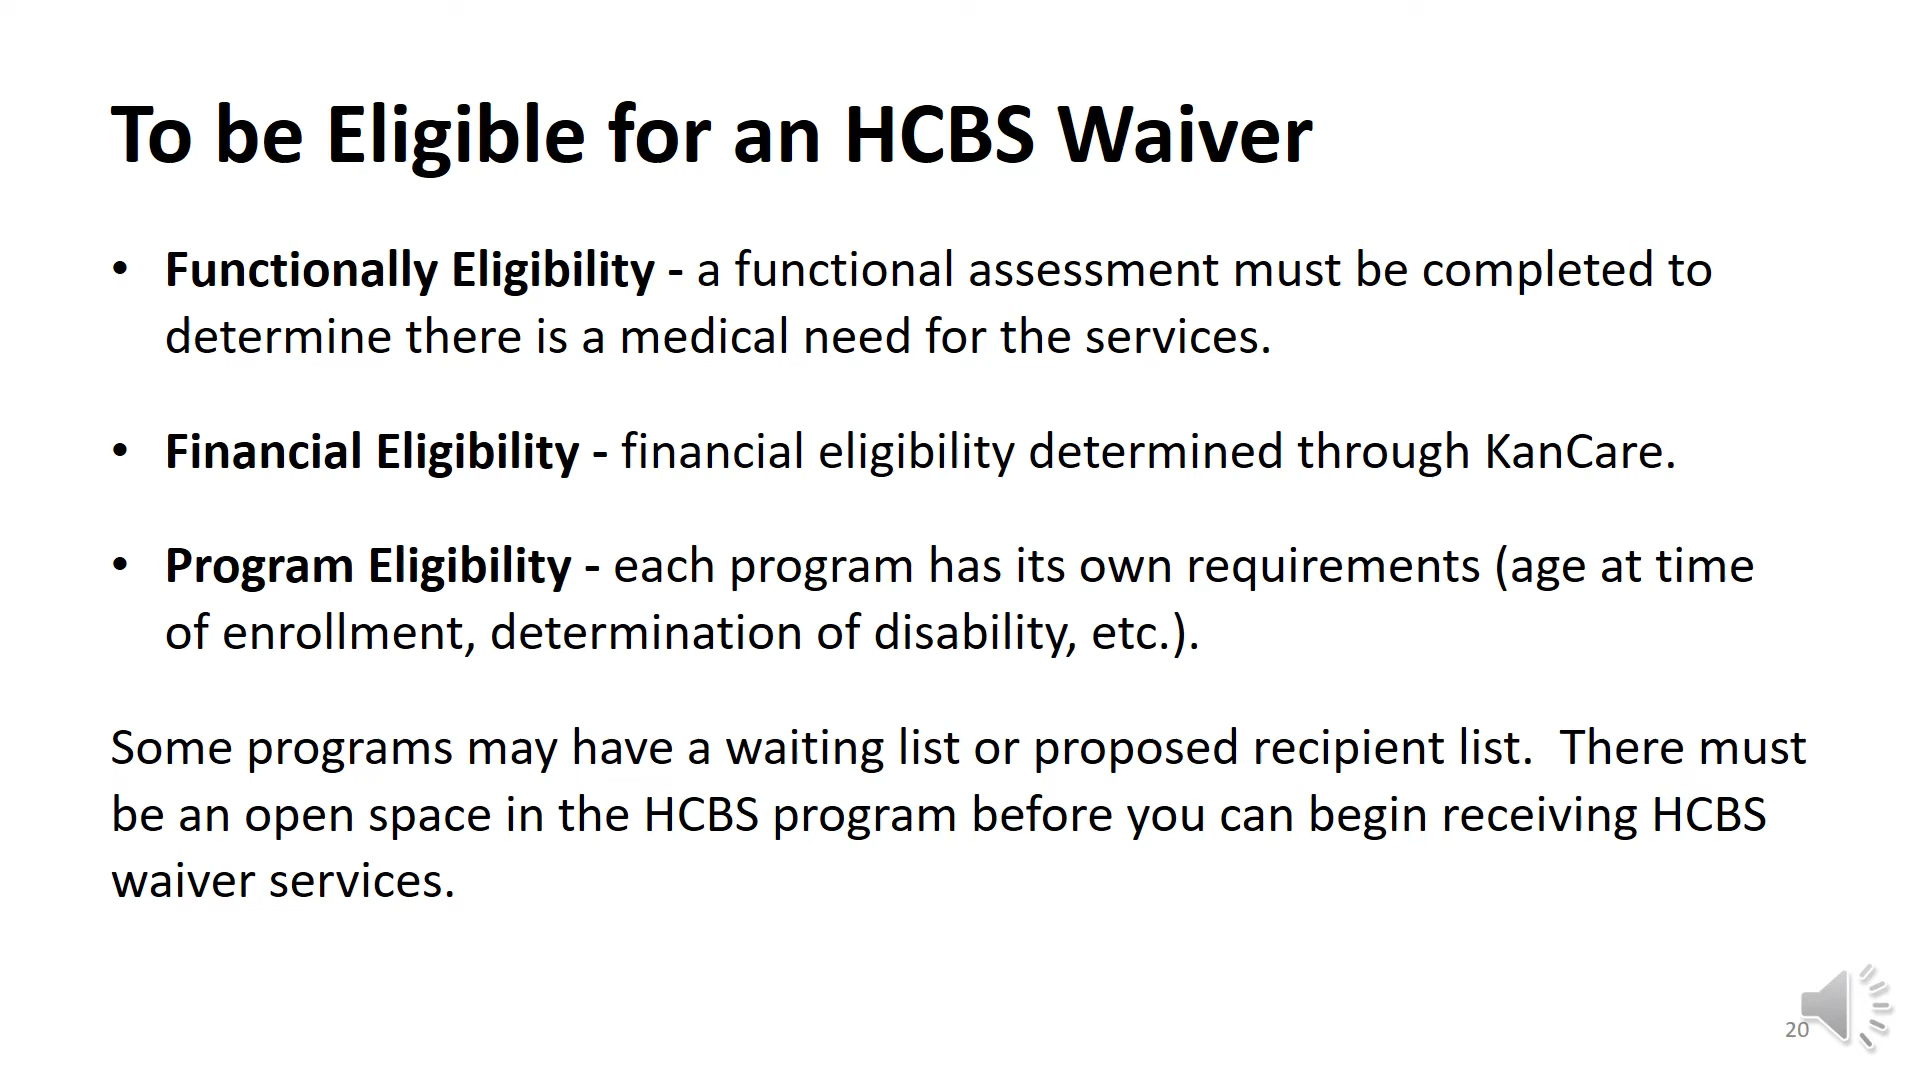 To be Eligible for an HCBS Waiver
• Functionally Eligibility - a functional assessment must be completed to
determine there is a medical need for the services.
• Financial Eligibility - financial eligibility determined through KanCare.
• Program Eligibility - each program has its own requirements (age at time
of enrollment, determination of disability, etc.).
Some programs may have a waiting list or proposed recipient list.  There must
be an open space in the HCBS program before you can begin receiving HCBS
waiver services.
20